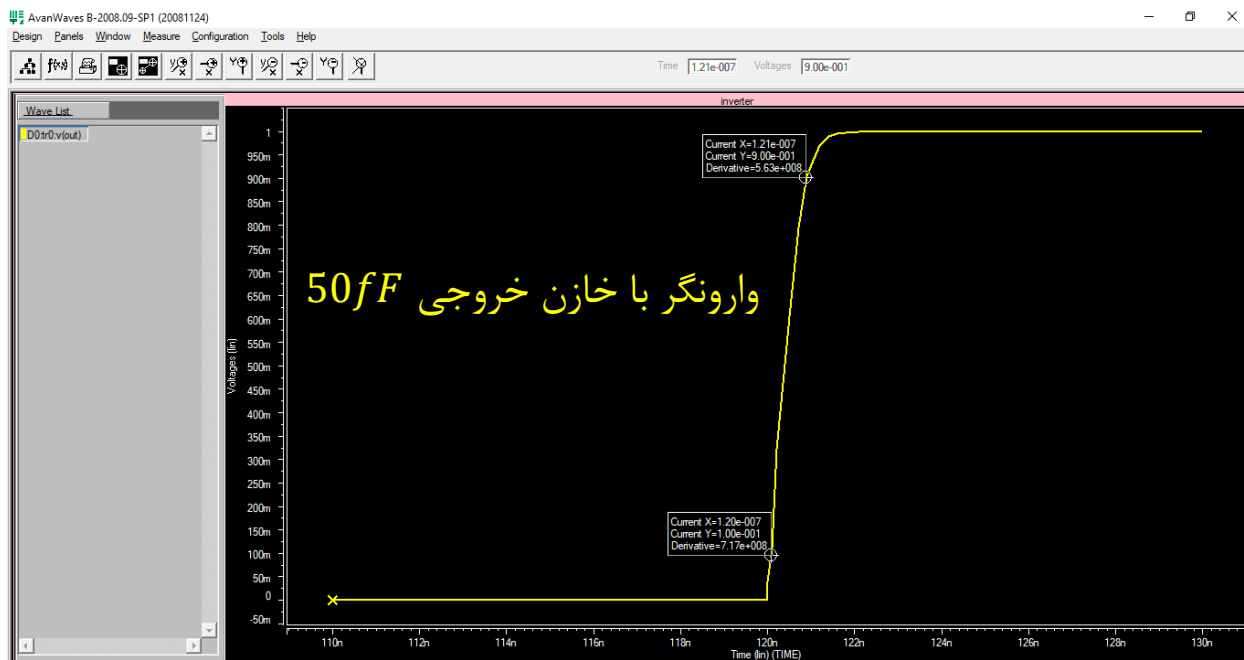 AvanWaves B-2008.09-SP1 (20081124)
Design Panels Window Measure Configuration Tools Help
Time 1.21e-007 Voltages 9.00e-001
Wave List
D0:tr0:v(out)
inverter
Current X=1.21e-007
Current Y=9.00e-001
Derivative=5.63e+008
وارونگر با خازن خروجی 50fF
Current X=1.20e-007
Current Y=1.00e-001
Derivative=7.17e+008
Voltages (lin)
1
950m
900m
850m
800m
750m
700m
650m
600m
550m
500m
450m
400m
350m
300m
250m
200m
150m
100m
50m
0
-50m
110n 112n 114n 116n 118n 120n 122n 124n 126n 128n 130n
Time (lin) (TIME)